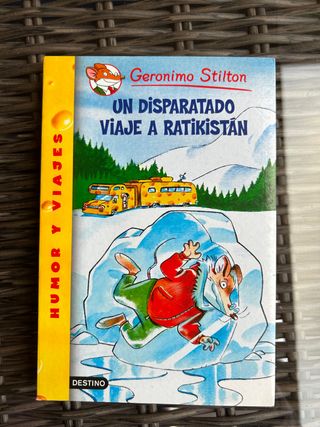 Geronimo Stilton
UN DISPARATADO
VIAJE A RATIKISTÁN
HUMOR Y VIAJES
DESTINO